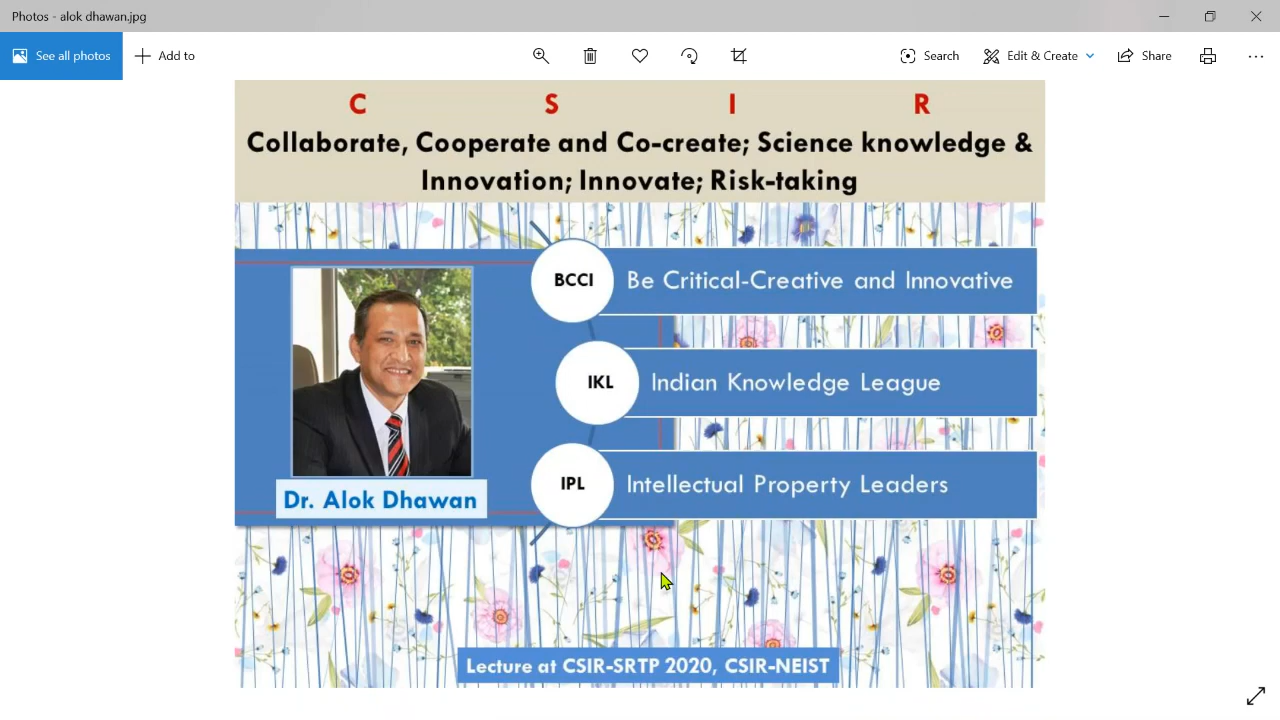 Photos - alok dhawan.jpg
See all photos
Add to
Search
Edit & Create
Share
C S I R
Collaborate, Cooperate and Co-create; Science knowledge &
Innovation; Innovate; Risk-taking
BCCI Be Critical-Creative and Innovative
IKL Indian Knowledge League
IPL Intellectual Property Leaders
Dr. Alok Dhawan
Lecture at CSIR-SRTP 2020, CSIR-NEIST